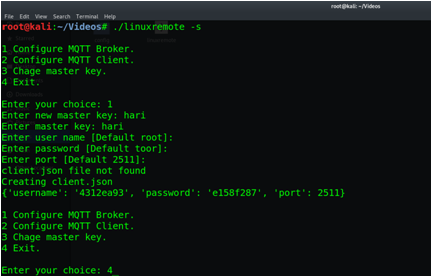 root@kali: ~/Videos
File Edit View Search Terminal Help
root@kali:~/Videos# ./linuxremote -s
1 Configure MQTT Broker.
2 Configure MQTT Client.
3 Chage master key.
4 Exit.
Enter your choice: 1
Enter new master key: hari
Enter master key: hari
Enter user name [Default root]:
Enter password [Default toor]:
Enter port [Default 2511]:
client.json file not found
Creating client.json
{'username': '4312ea93', 'password': 'e158f287', 'port': 2511}
1 Configure MQTT Broker.
2 Configure MQTT Client.
3 Chage master key.
4 Exit.
Enter your choice: 4